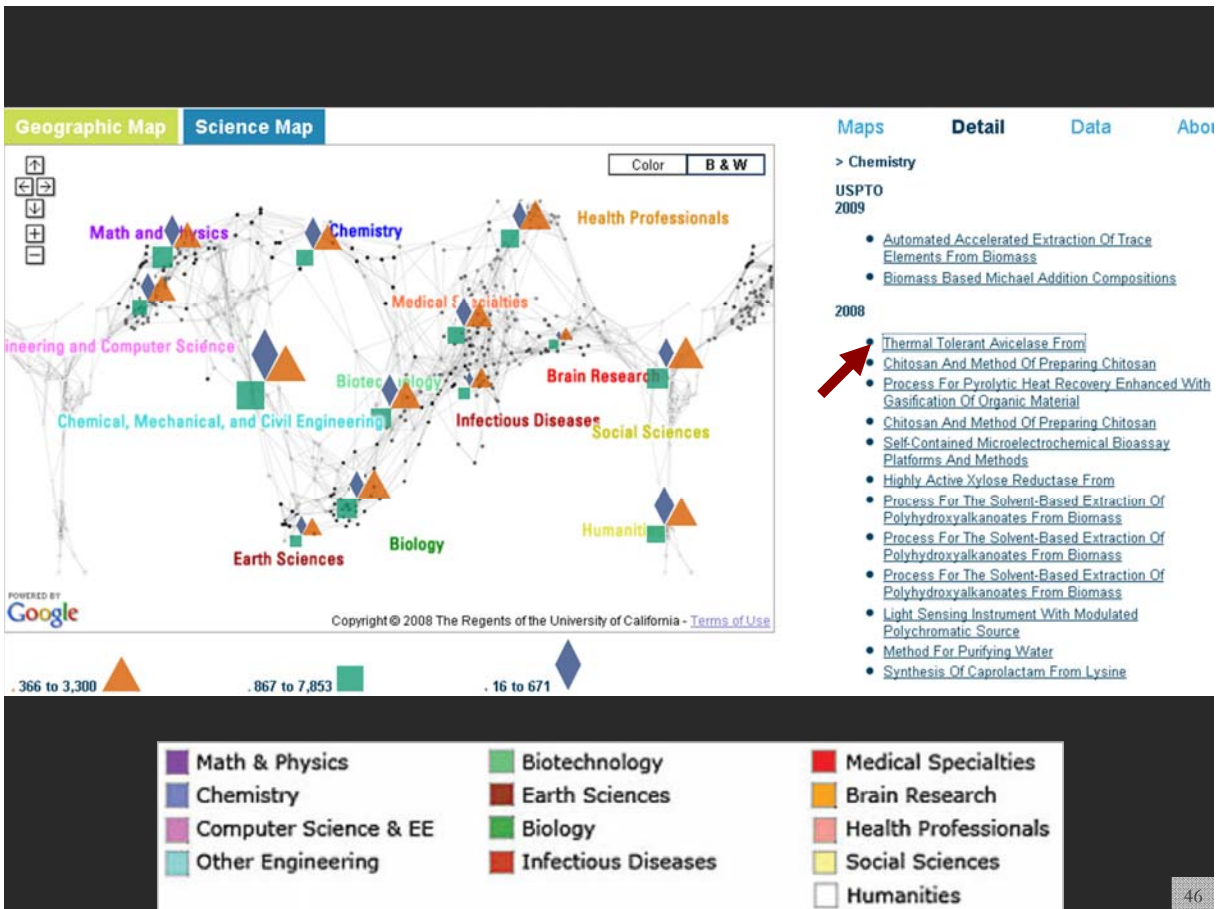 Geographic Map
Science Map
Color
B & W
Math and Physics
Chemistry
Health Professionals
Medical Specialties
ineering and Computer Science
Biotechnology
Brain Research
Chemical, Mechanical, and Civil Engineering
Infectious Diseases
Social Sciences
Humanities
Biology
Earth Sciences
POWERED BY
Google
Copyright © 2008 The Regents of the University of California - Terms of Use
. 366 to 3,300
. 867 to 7,853
. 16 to 671
Maps
Detail
Data
Abou
> Chemistry
USPTO
2009
Automated Accelerated Extraction Of Trace
Elements From Biomass
Biomass Based Michael Addition Compositions
2008
Thermal Tolerant Avicelase From
Chitosan And Method Of Preparing Chitosan
Process For Pyrolytic Heat Recovery Enhanced With
Gasification Of Organic Material
Chitosan And Method Of Preparing Chitosan
Self-Contained Microelectrochemical Bioassay
Platforms And Methods
Highly Active Xylose Reductase From
Process For The Solvent-Based Extraction Of
Polyhydroxyalkanoates From Biomass
Process For The Solvent-Based Extraction Of
Polyhydroxyalkanoates From Biomass
Process For The Solvent-Based Extraction Of
Polyhydroxyalkanoates From Biomass
Light Sensing Instrument With Modulated
Polychromatic Source
Method For Purifying Water
Synthesis Of Caprolactam From Lysine
Math & Physics
Chemistry
Computer Science & EE
Other Engineering
Biotechnology
Earth Sciences
Biology
Infectious Diseases
Medical Specialties
Brain Research
Health Professionals
Social Sciences
Humanities
46